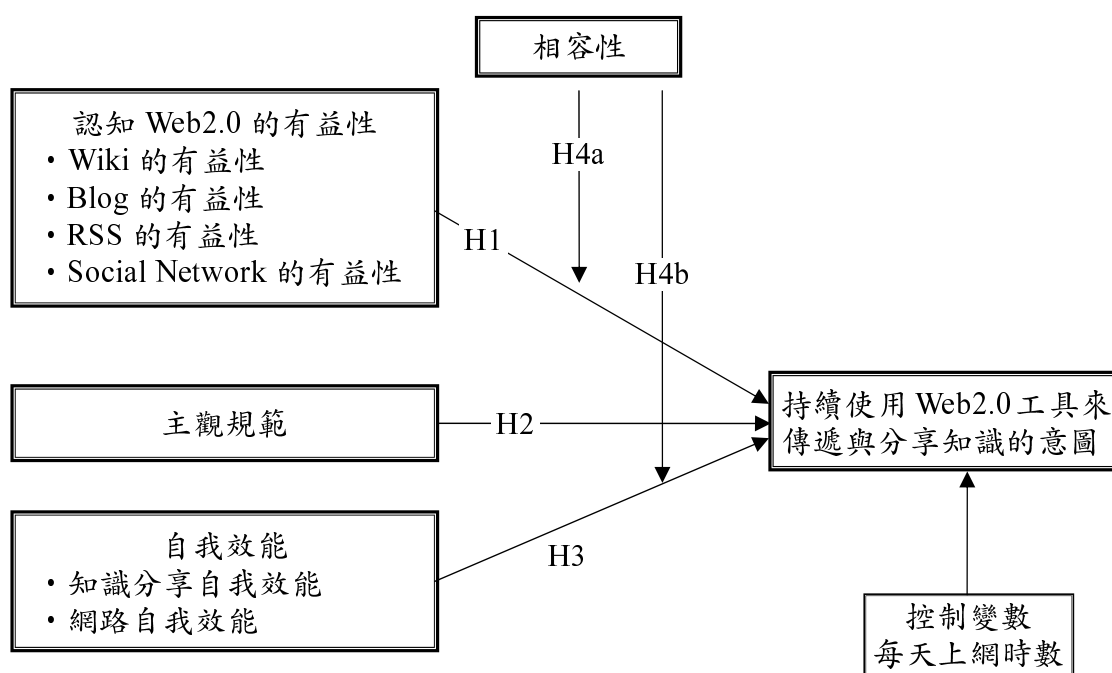 相容性
認知 Web2.0 的有益性
・Wiki 的有益性
・Blog 的有益性
・RSS 的有益性
・Social Network 的有益性
H4a
H1
H4b
主觀規範
H2
持續使用 Web2.0 工具來
傳遞與分享知識的意圖
自我效能
・知識分享自我效能
・網路自我效能
H3
控制變數
每天上網時數